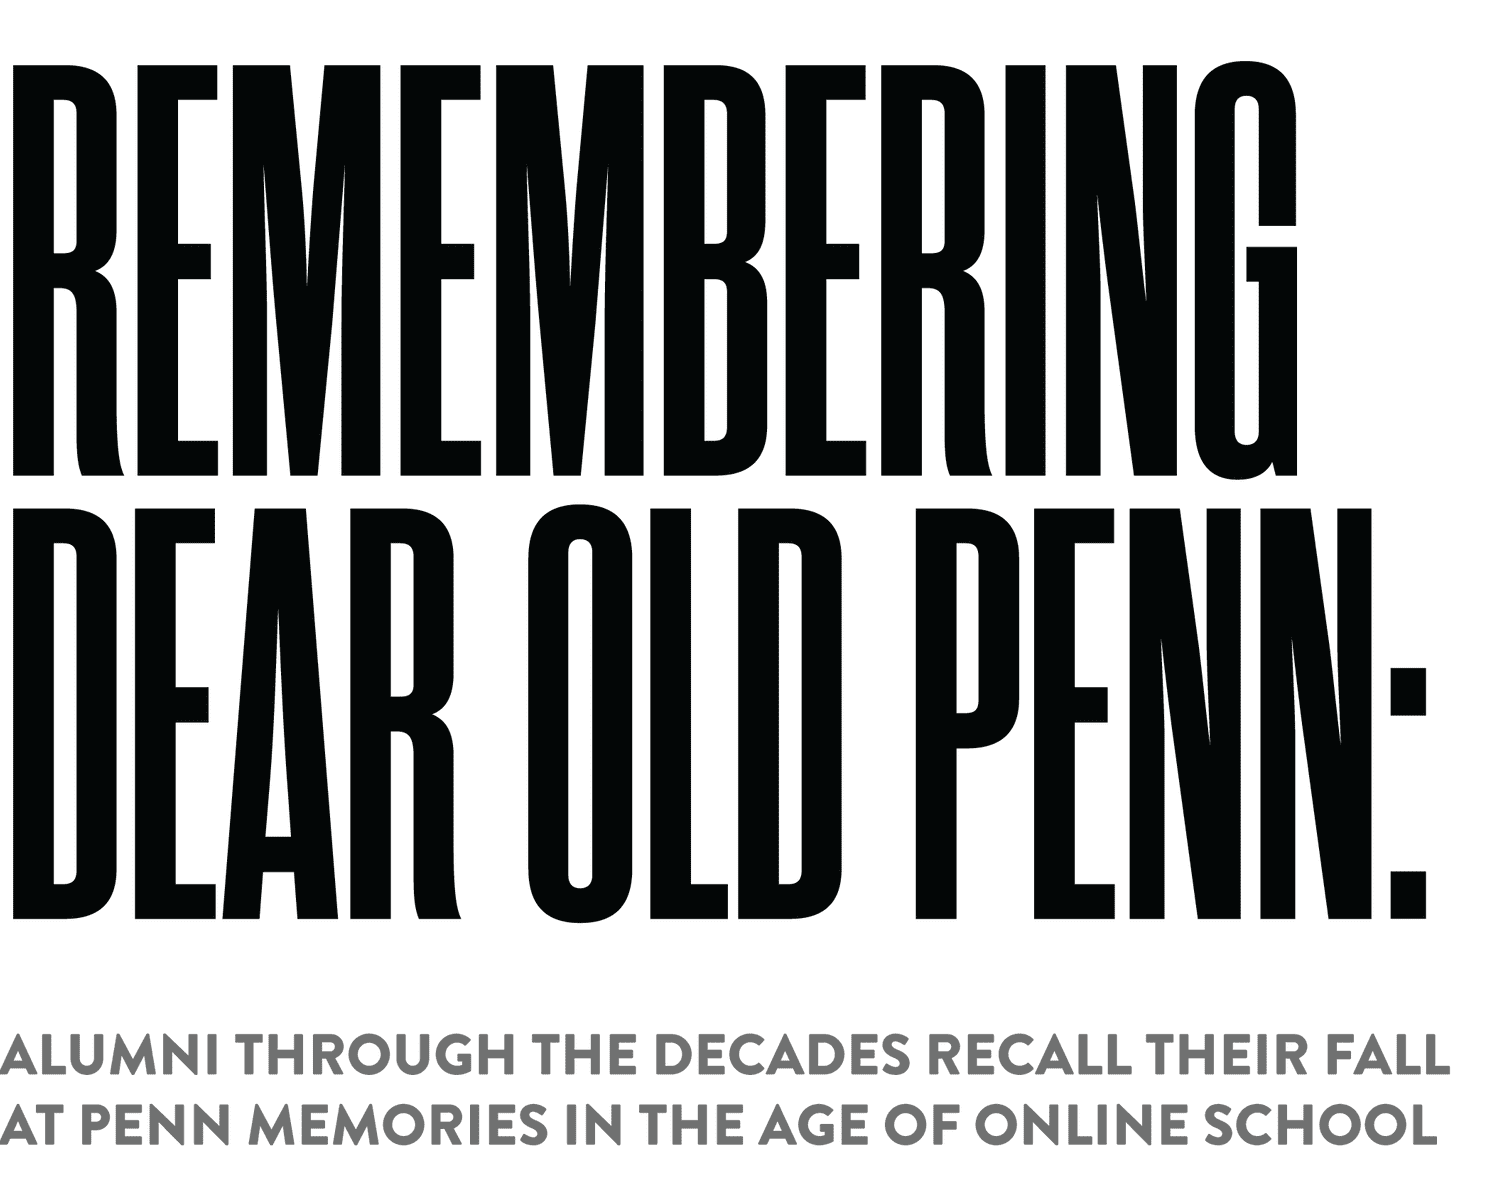 REMEMBERING
DEAR OLD PENN:
ALUMNI THROUGH THE DECADES RECALL THEIR FALL
AT PENN MEMORIES IN THE AGE OF ONLINE SCHOOL